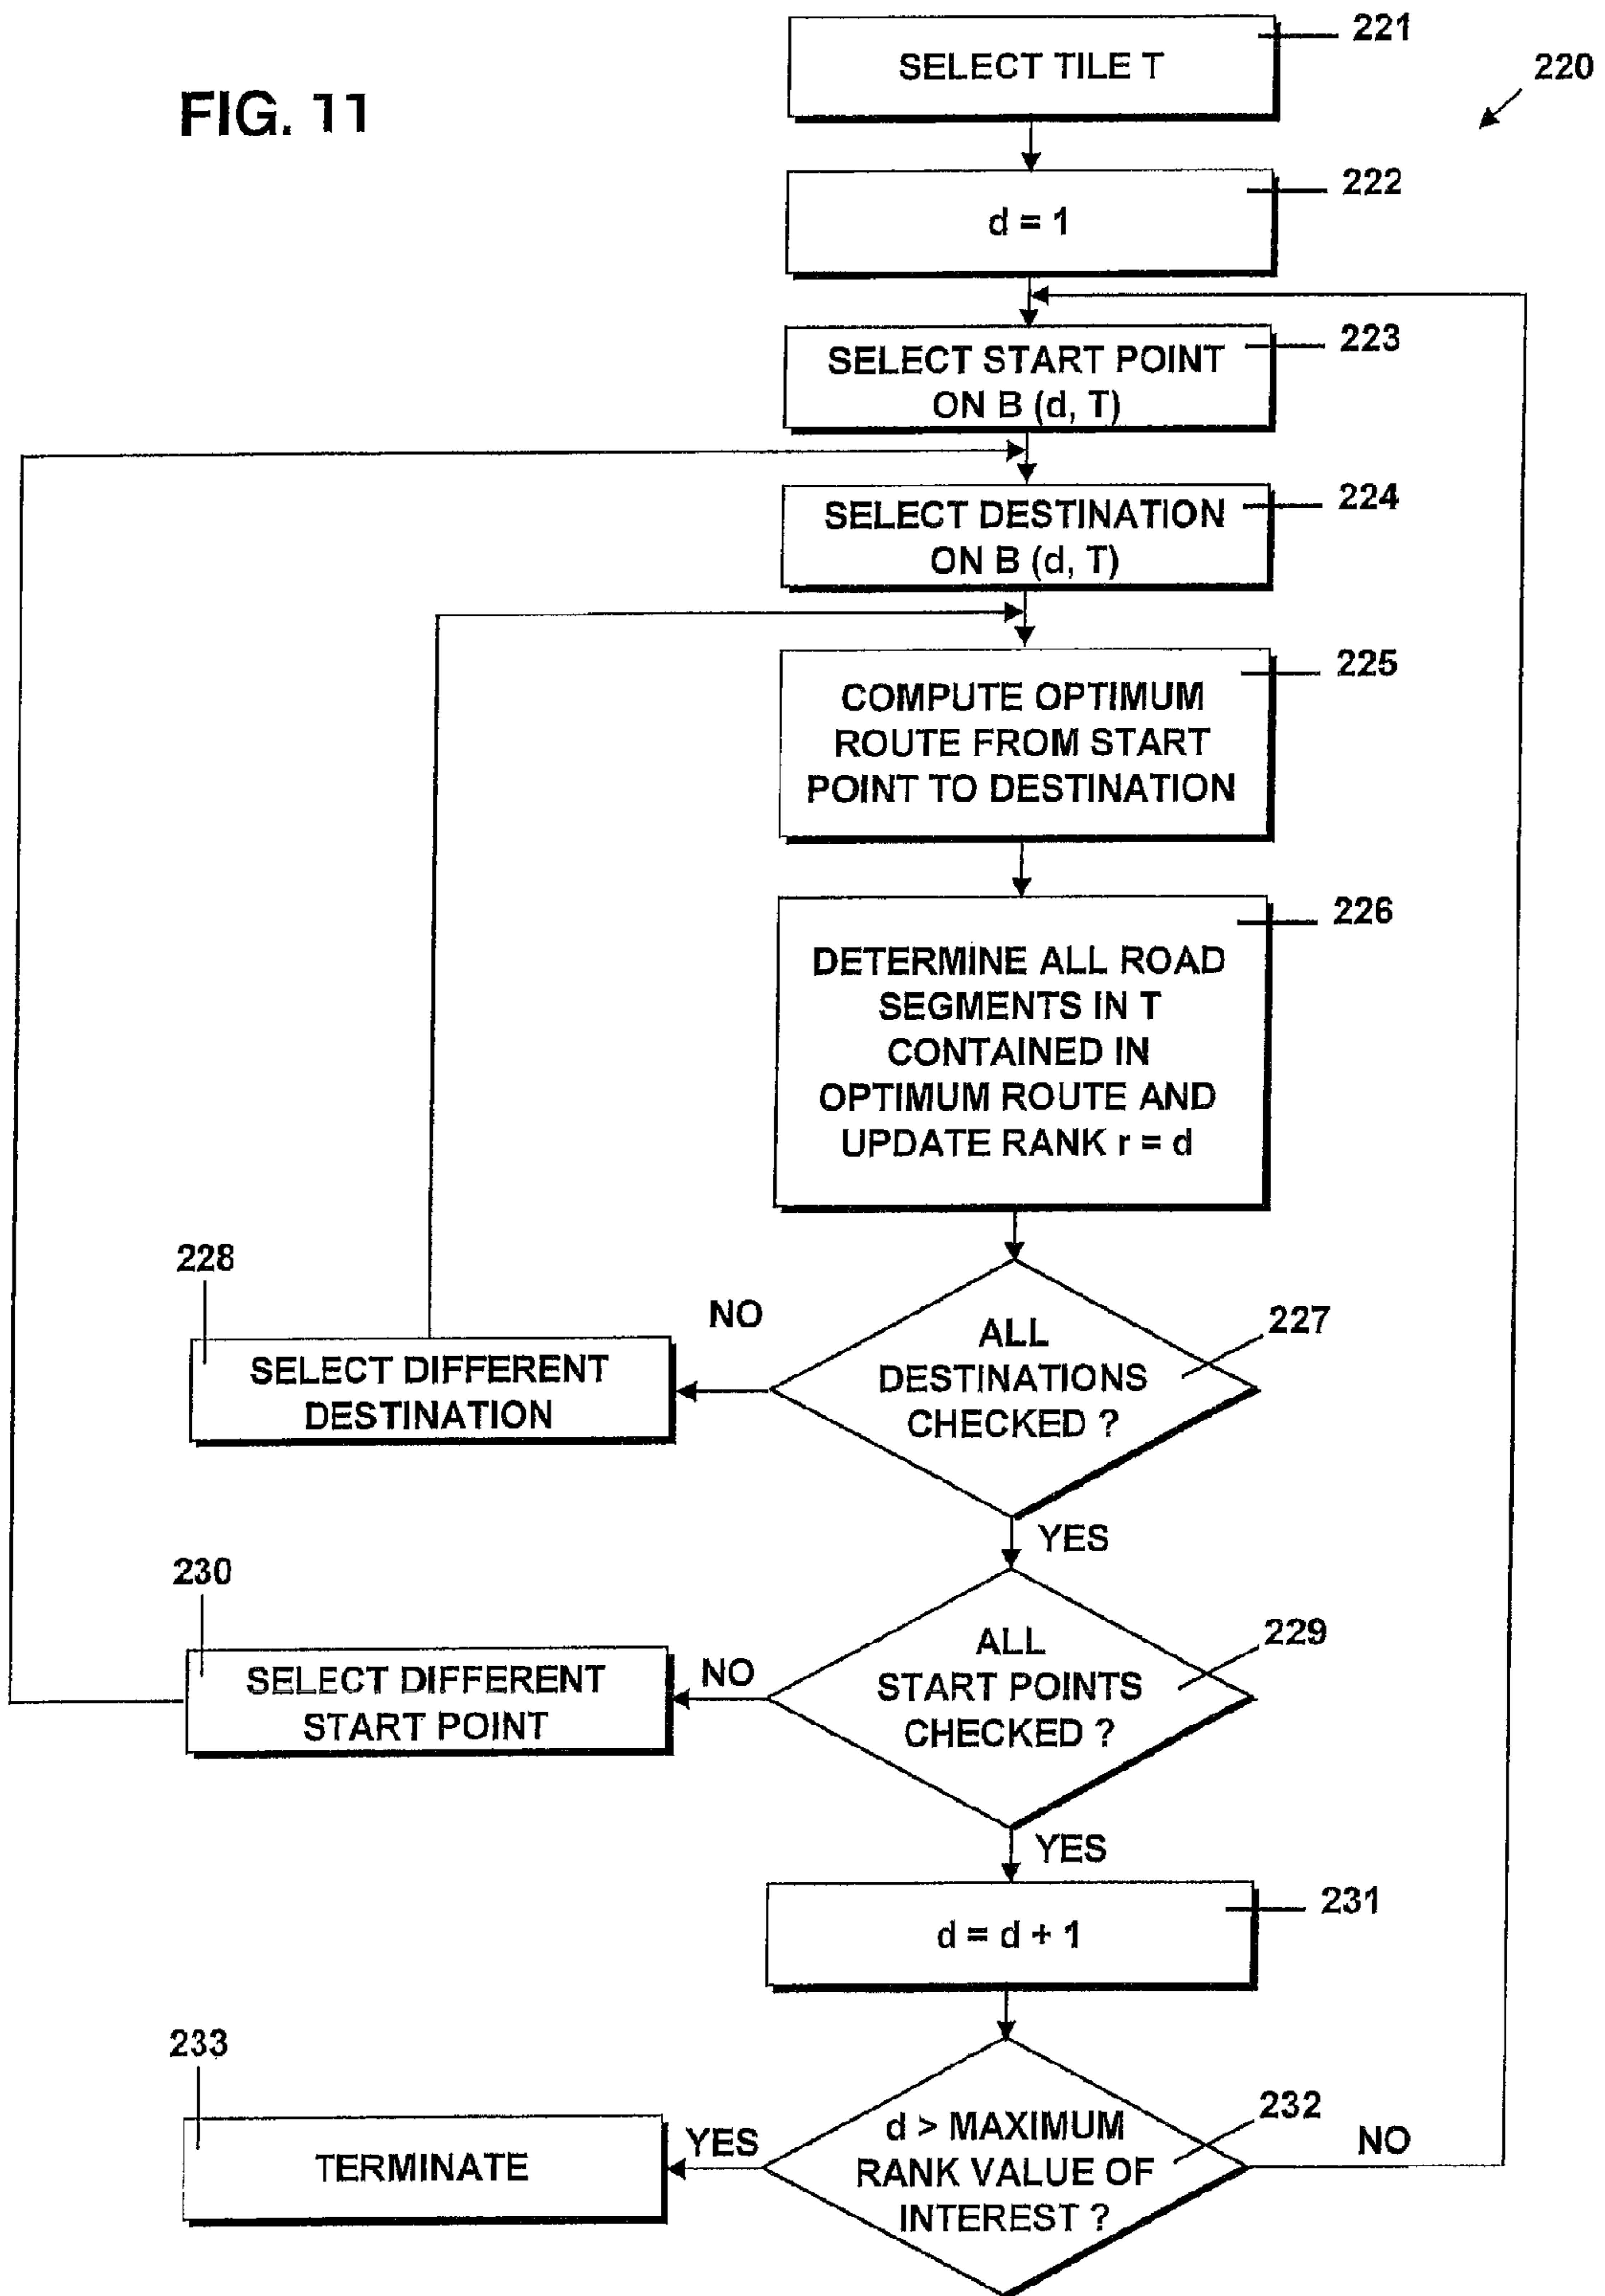 FIG. 11
220
221
SELECT TILE T
222
d = 1
223
SELECT START POINT
ON B (d, T)
224
SELECT DESTINATION
ON B (d, T)
225
COMPUTE OPTIMUM
ROUTE FROM START
POINT TO DESTINATION
226
DETERMINE ALL ROAD
SEGMENTS IN T
CONTAINED IN
OPTIMUM ROUTE AND
UPDATE RANK r = d
227
ALL
DESTINATIONS
CHECKED ?
NO
228
SELECT DIFFERENT
DESTINATION
YES
229
ALL
START POINTS
CHECKED ?
NO
230
SELECT DIFFERENT
START POINT
YES
231
d = d + 1
232
d > MAXIMUM
RANK VALUE OF
INTEREST ?
NO
YES
233
TERMINATE